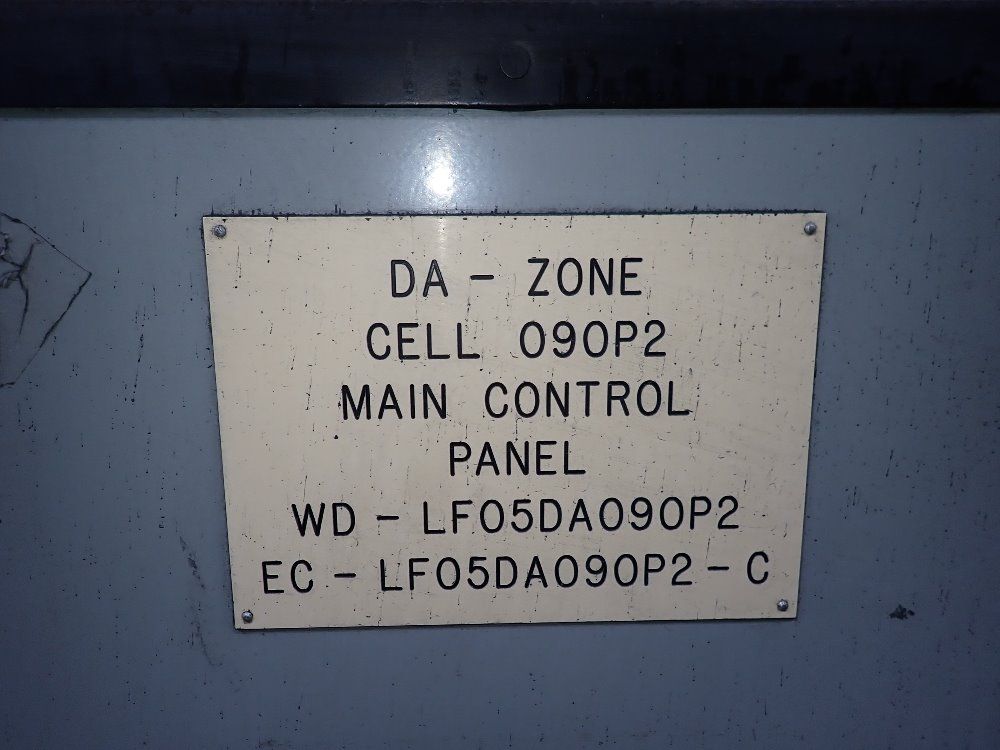 DA - ZONE
CELL 090P2
MAIN CONTROL
PANEL
WD - LF05DA090P2
EC - LF05DA090P2 - C